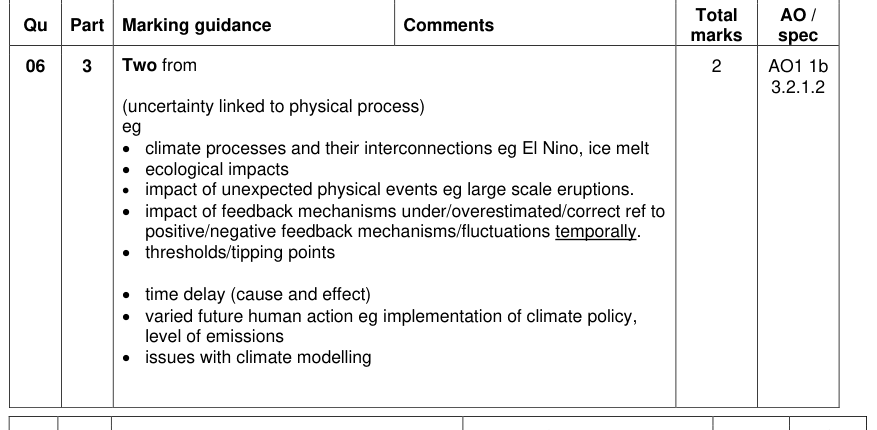 Qu Part Marking guidance Comments Total marks AO / spec
06 3 Two from 2 AO1 1b
3.2.1.2
(uncertainty linked to physical process)
eg
• climate processes and their interconnections eg El Nino, ice melt
• ecological impacts
• impact of unexpected physical events eg large scale eruptions.
• impact of feedback mechanisms under/overestimated/correct ref to
positive/negative feedback mechanisms/fluctuations temporally.
• thresholds/tipping points
• time delay (cause and effect)
• varied future human action eg implementation of climate policy,
level of emissions
• issues with climate modelling